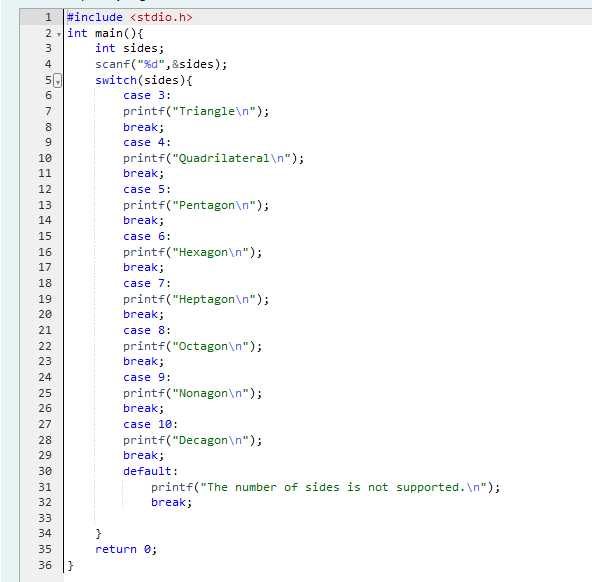 1 #include <stdio.h>
2 int main(){
3     int sides;
4     scanf("%d",&sides);
5     switch(sides){
6         case 3:
7         printf("Triangle\n");
8         break;
9         case 4:
10         printf("Quadrilateral\n");
11         break;
12         case 5:
13         printf("Pentagon\n");
14         break;
15         case 6:
16         printf("Hexagon\n");
17         break;
18         case 7:
19         printf("Heptagon\n");
20         break;
21         case 8:
22         printf("Octagon\n");
23         break;
24         case 9:
25         printf("Nonagon\n");
26         break;
27         case 10:
28         printf("Decagon\n");
29         break;
30         default:
31             printf("The number of sides is not supported.\n");
32             break;
33
34     }
35     return 0;
36 }